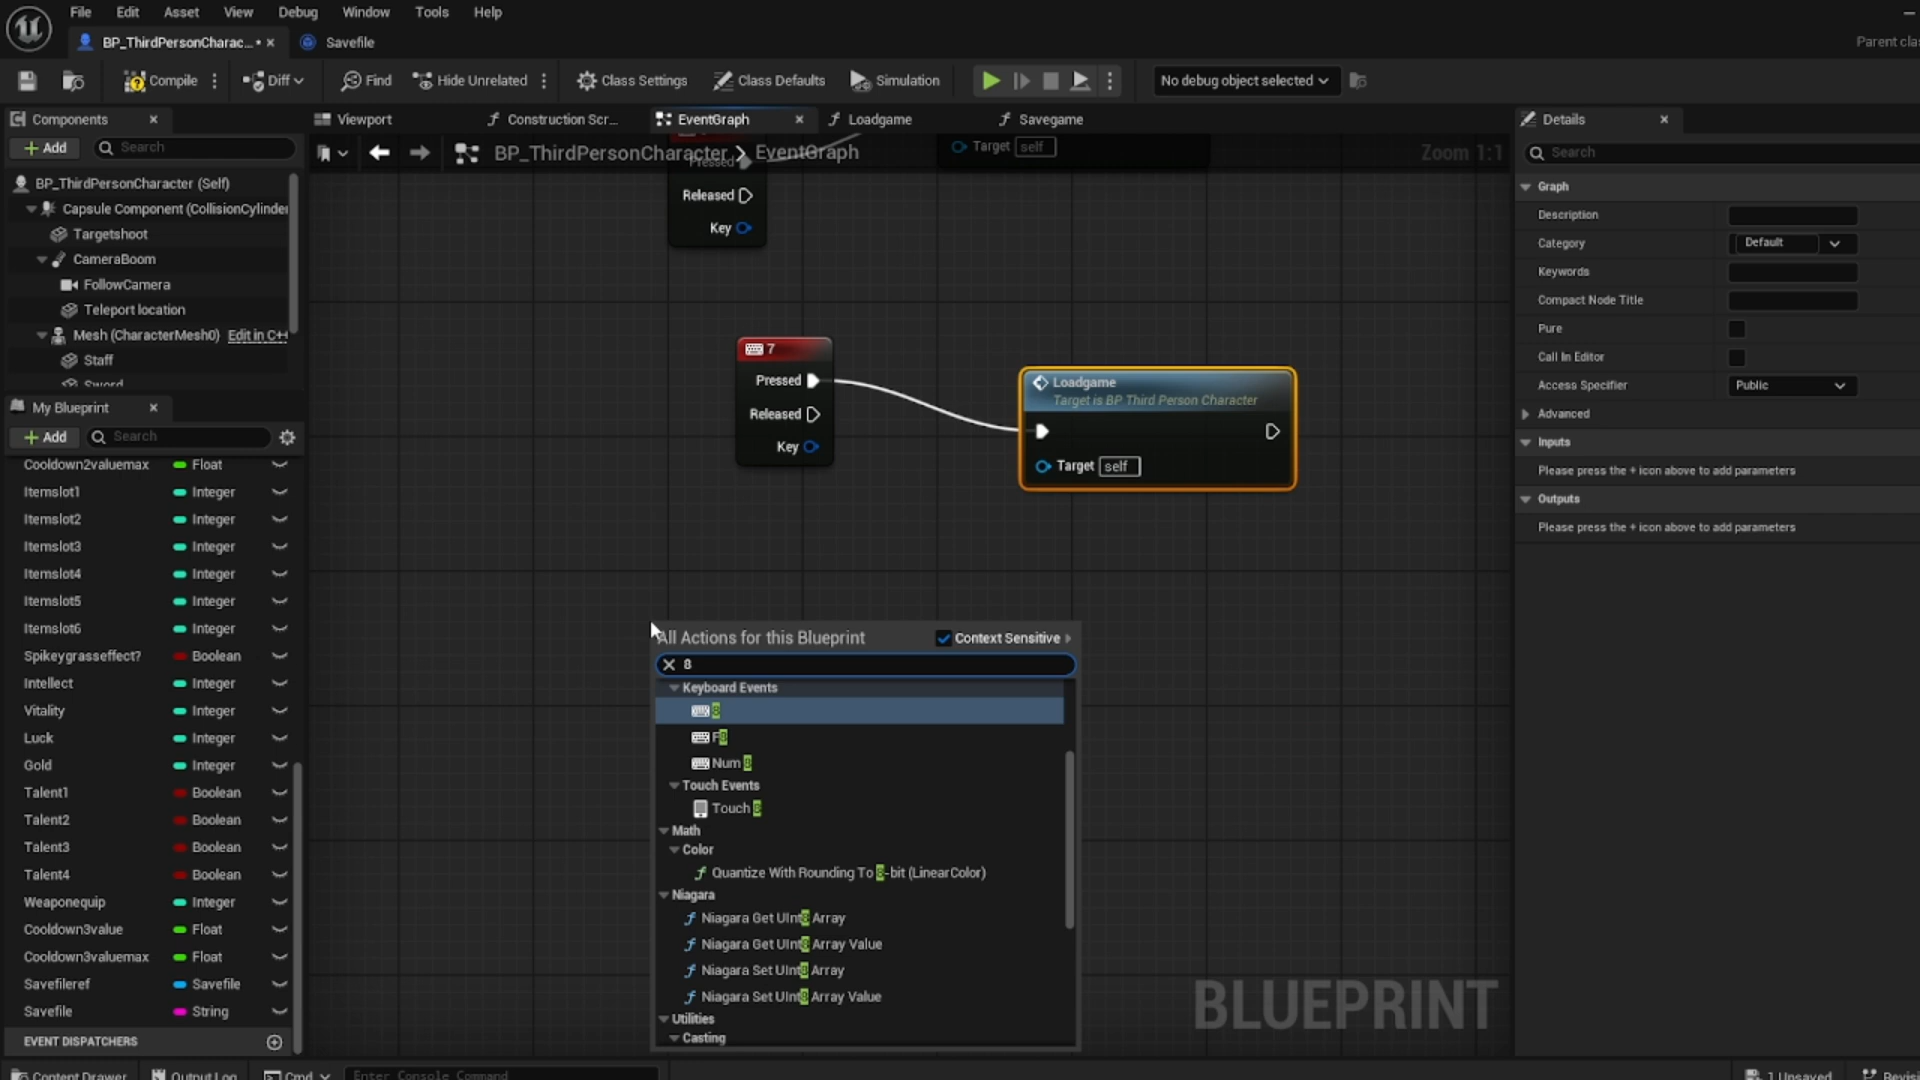 File Edit Asset View Debug Window Tools Help
BP_ThirdPersonCharac... • Savefile Parent clas
Compile Diff Find Hide Unrelated Class Settings Class Defaults Simulation No debug object selected
Components Viewport Construction Scr... EventGraph Loadgame Savegame Details
Add Search BP_ThirdPersonCharacter > EventGraph Zoom 1:1 Search
BP_ThirdPersonCharacter (Self)
Capsule Component (CollisionCylinder
Targetshoot
CameraBoom
FollowCamera
Teleport location
Mesh (CharacterMesh0) Edit in C++
Staff
Sword
My Blueprint
Add Search
Cooldown2valuemax Float
Itemslot1 Integer
Itemslot2 Integer
Itemslot3 Integer
Itemslot4 Integer
Itemslot5 Integer
Itemslot6 Integer
Spikeygrasseffect? Boolean
Intellect Integer
Vitality Integer
Luck Integer
Gold Integer
Talent1 Boolean
Talent2 Boolean
Talent3 Boolean
Talent4 Boolean
Weaponequip Integer
Cooldown3value Float
Cooldown3valuemax Float
Savefileref Savefile
Savefile String
EVENT DISPATCHERS
Pressed
Released
Key
Target self
7
Pressed
Released
Key
Loadgame
Target is BP Third Person Character
Target self
All Actions for this Blueprint Context Sensitive
8
Keyboard Events
8
F8
Num 8
Touch Events
Touch 8
Math
Color
Quantize With Rounding To 8-bit (LinearColor)
Niagara
Niagara Get UInt8 Array
Niagara Get UInt8 Array Value
Niagara Set UInt8 Array
Niagara Set UInt8 Array Value
Utilities
Casting
BLUEPRINT
Graph
Description
Category Default
Keywords
Compact Node Title
Pure
Call In Editor
Access Specifier Public
Advanced
Inputs
Please press the + icon above to add parameters
Outputs
Please press the + icon above to add parameters
Content Drawer Output Log Cmd Enter Console Command 1 Unsaved Revisi